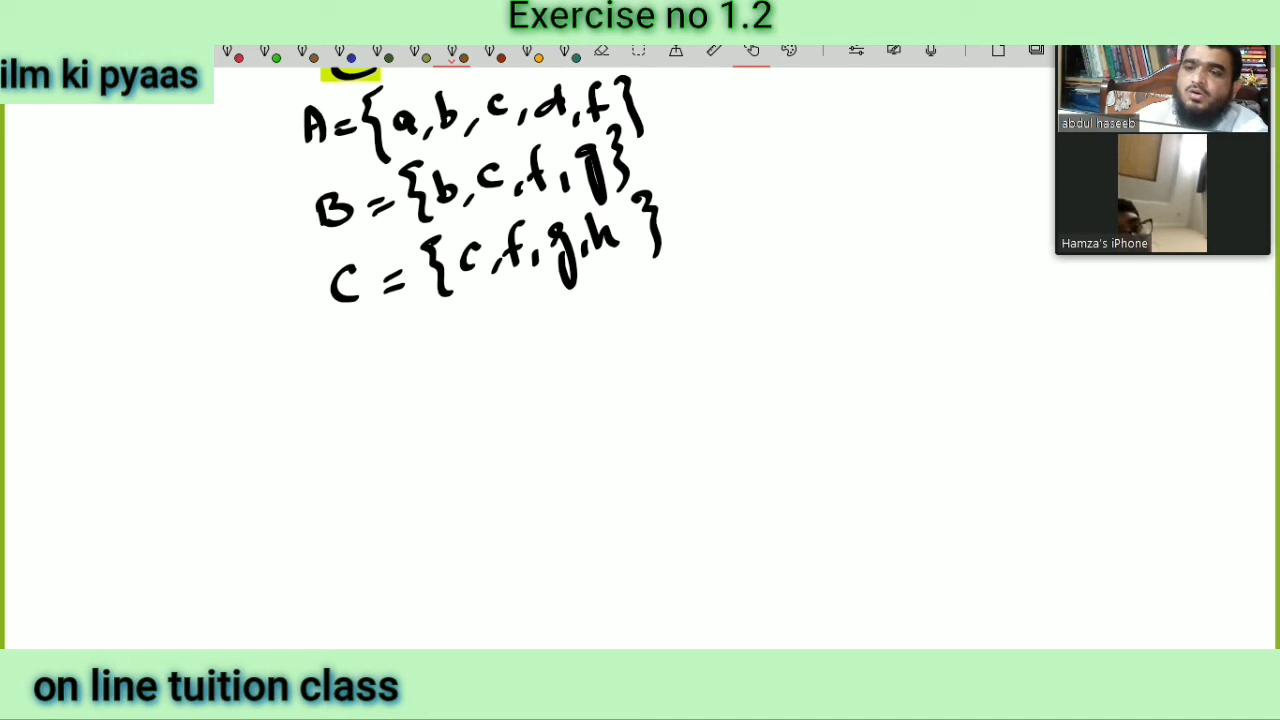 Exercise no 1.2
ilm ki pyaas
abdul haseeb
A={a,b,c,d,f}
B={b,c,f,g}
Hamza's iPhone
C={c,f,g,h}
on line tuition class